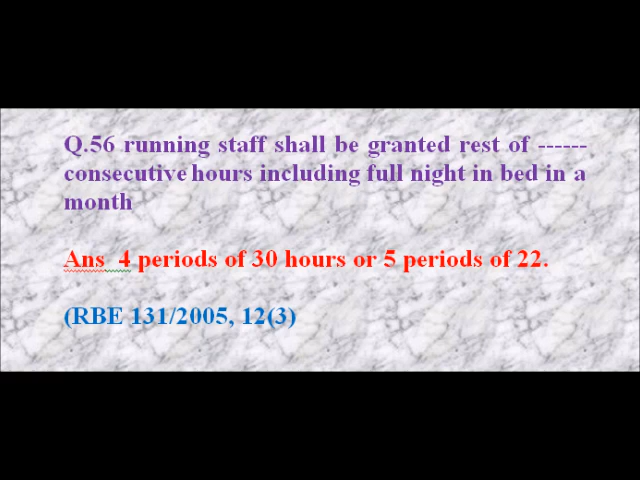 Q.56 running staff shall be granted rest of ------
consecutive hours including full night in bed in a
month
Ans  4 periods of 30 hours or 5 periods of 22.
(RBE 131/2005, 12(3)